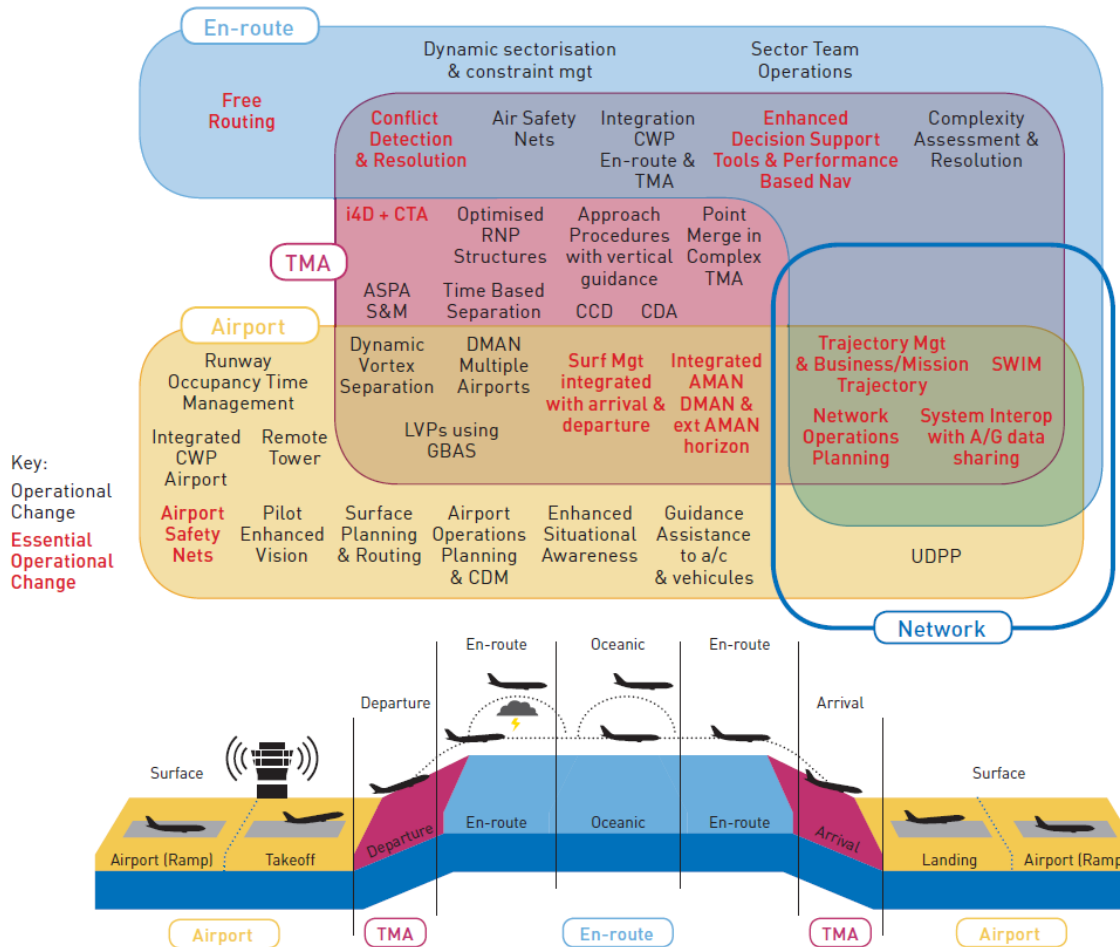 En-route
Dynamic sectorisation
& constraint mgt
Sector Team
Operations
Free
Routing
Conflict
Detection
& Resolution
Air Safety
Nets
Integration
CWP
En-route &
TMA
Enhanced
Decision Support
Tools & Performance
Based Nav
Complexity
Assessment &
Resolution
i4D + CTA
Optimised
RNP
Structures
Approach
Procedures
with vertical
guidance
Point
Merge in
Complex
TMA
TMA
ASPA
S&M
Time Based
Separation
CCD
CDA
Airport
Runway
Occupancy Time
Management
Dynamic
Vortex
Separation
DMAN
Multiple
Airports
Surf Mgt
integrated
with arrival &
departure
Integrated
AMAN
DMAN &
ext AMAN
horizon
Trajectory Mgt
& Business/Mission
Trajectory
SWIM
LVPs using
GBAS
Network
Operations
Planning
System Interop
with A/G data
sharing
Integrated
CWP
Airport
Remote
Tower
Key:
Operational
Change
Essential
Operational
Change
Airport
Safety
Nets
Pilot
Enhanced
Vision
Surface
Planning
& Routing
Airport
Operations
Planning
& CDM
Enhanced
Situational
Awareness
Guidance
Assistance
to a/c
& vehicules
UDPP
Network
En-route
Oceanic
En-route
Departure
Arrival
Surface
Surface
Airport (Ramp)
Takeoff
Departure
En-route
Oceanic
En-route
Arrival
Landing
Airport (Ramp
Airport
TMA
En-route
TMA
Airport